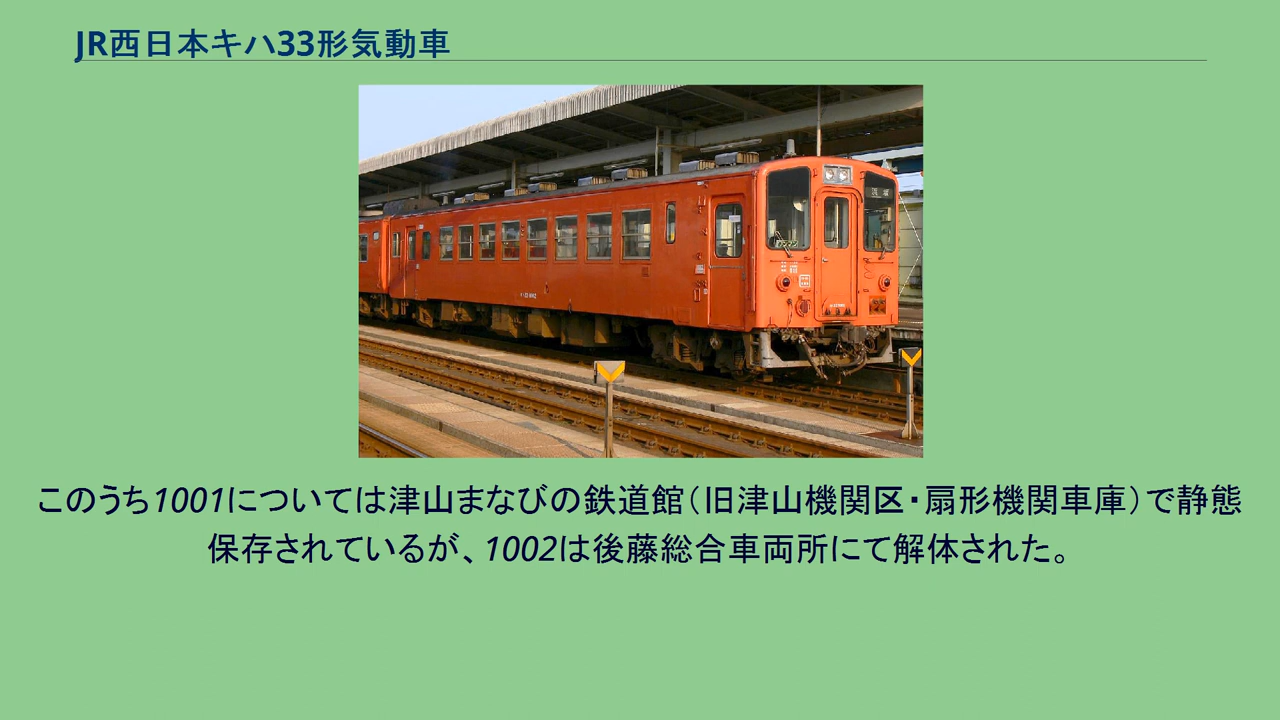 JR西日本キハ33形気動車
このうち1001については津山まなびの鉄道館（旧津山機関区・扇形機関車庫）で静態
保存されているが、1002は後藤総合車両所にて解体された。